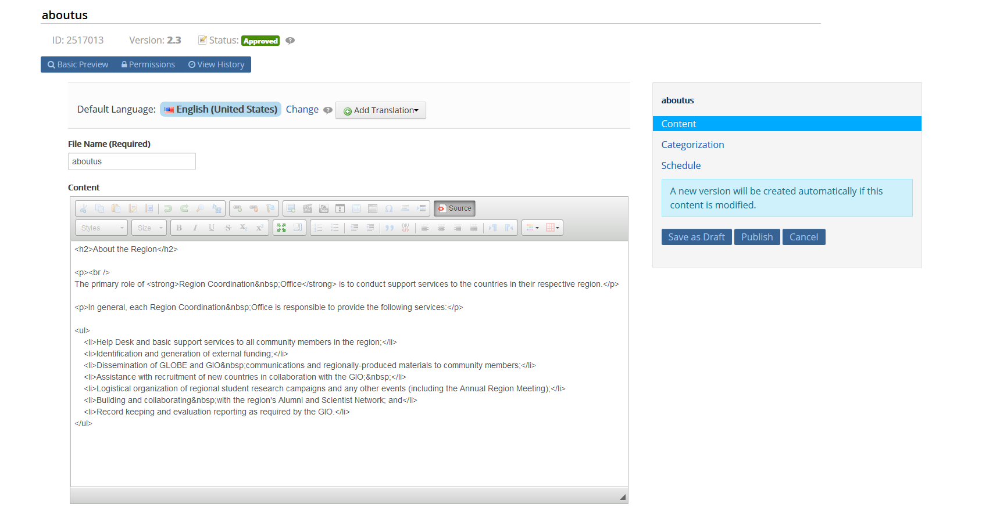 aboutus
ID: 2517013 Version: 2.3 Status: Approved ?
Basic Preview Permissions View History
Default Language: English (United States) Change ? Add Translation
File Name (Required)
aboutus
Content
Source
Styles Size B I U S X₂ X² DIV
<h2>About the Region</h2>
<p><br />
The primary role of <strong>Region Coordination&nbsp;Office</strong> is to conduct support services to the countries in their respective region.</p>
<p>In general, each Region Coordination&nbsp;Office is responsible to provide the following services:</p>
<ul>
<li>Help Desk and basic support services to all community members in the region;</li>
<li>Identification and generation of external funding;</li>
<li>Dissemination of GLOBE and GIO&nbsp;communications and regionally-produced materials to community members;</li>
<li>Assistance with recruitment of new countries in collaboration with the GIO;&nbsp;</li>
<li>Logistical organization of regional student research campaigns and any other events (including the Annual Region Meeting);</li>
<li>Building and collaborating&nbsp;with the region's Alumni and Scientist Network; and</li>
<li>Record keeping and evaluation reporting as required by the GIO.</li>
</ul>
aboutus
Content
Categorization
Schedule
A new version will be created automatically if this
content is modified.
Save as Draft Publish Cancel